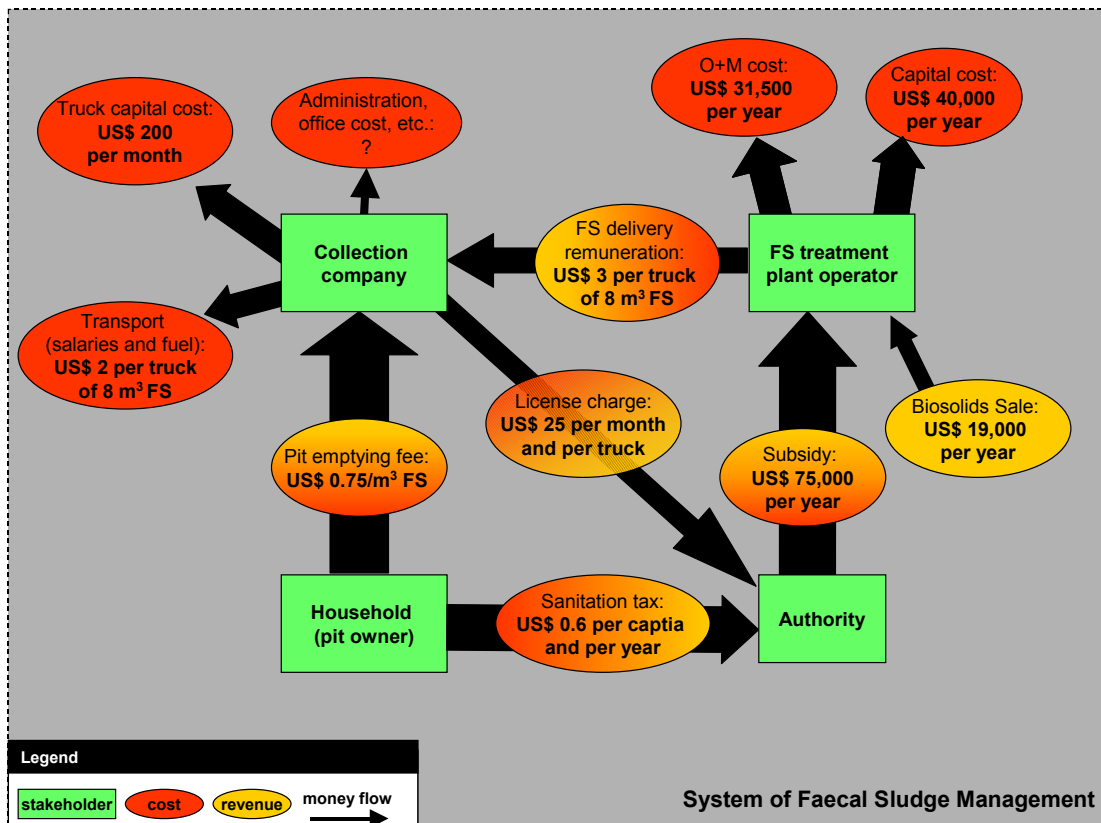 Truck capital cost:
US$ 200
per month
Administration,
office cost, etc.:
?
O+M cost:
US$ 31,500
per year
Capital cost:
US$ 40,000
per year
Collection
company
FS delivery
remuneration:
US$ 3 per truck
of 8 m³ FS
FS treatment
plant operator
Transport
(salaries and fuel):
US$ 2 per truck
of 8 m³ FS
License charge:
US$ 25 per month
and per truck
Biosolids Sale:
US$ 19,000
per year
Pit emptying fee:
US$ 0.75/m³ FS
Subsidy:
US$ 75,000
per year
Household
(pit owner)
Sanitation tax:
US$ 0.6 per captia
and per year
Authority
Legend
stakeholder
cost
revenue
money flow
System of Faecal Sludge Management